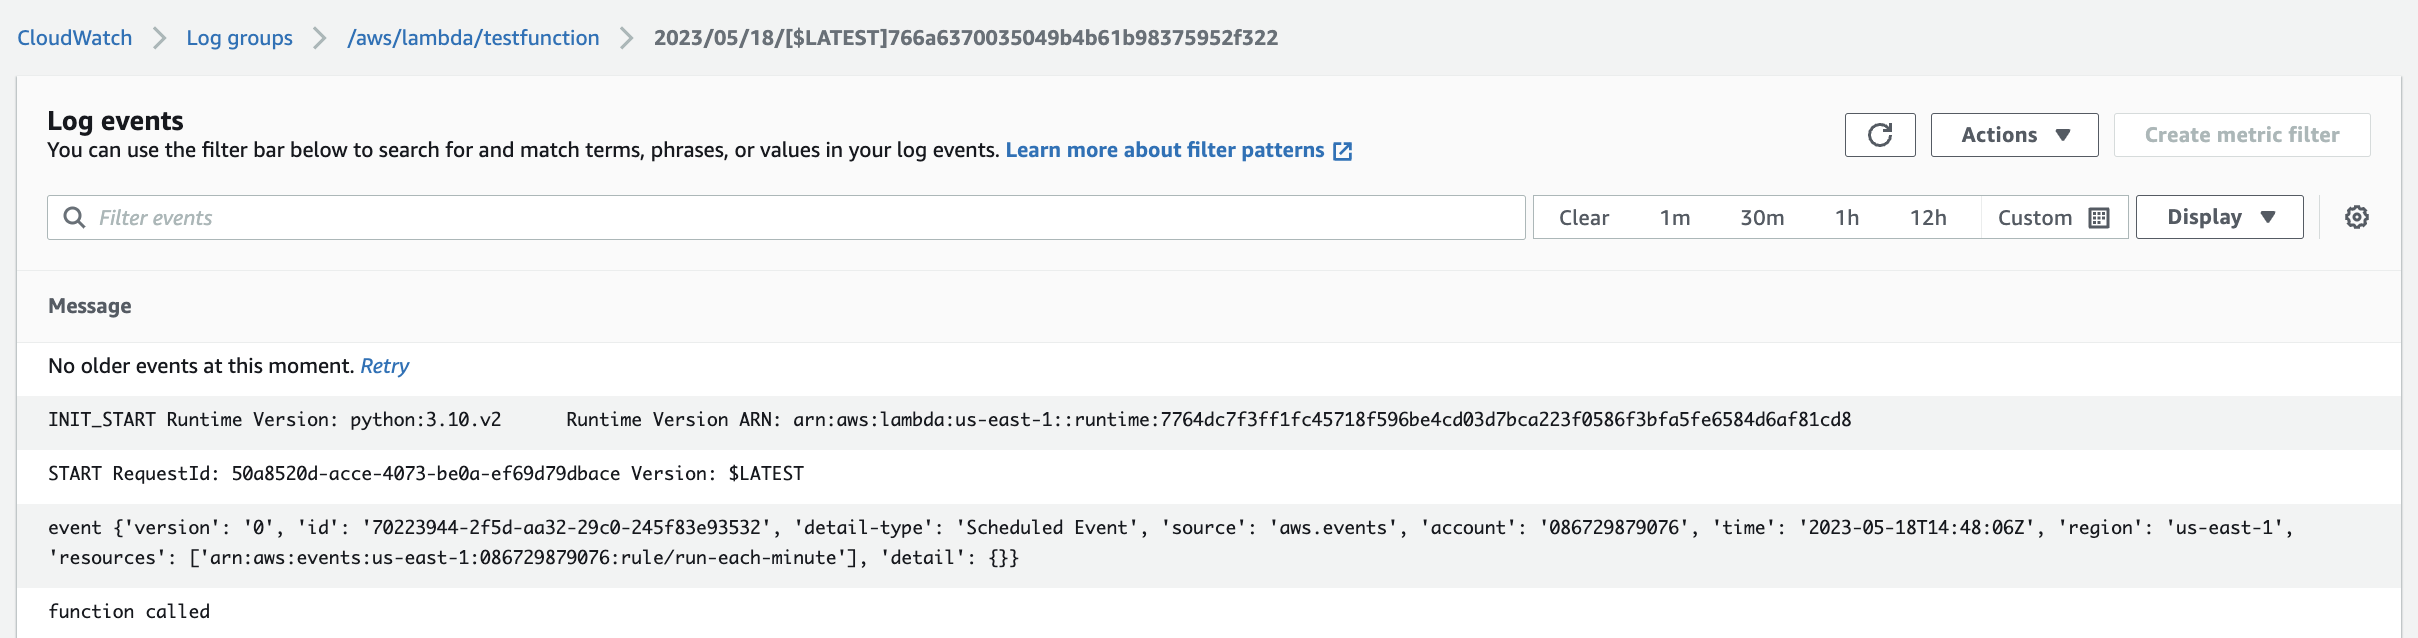 CloudWatch > Log groups > /aws/lambda/testfunction > 2023/05/18/[$LATEST]766a6370035049b4b61b98375952f322
Log events
You can use the filter bar below to search for and match terms, phrases, or values in your log events. Learn more about filter patterns
Actions
Create metric filter
Filter events
Clear 1m 30m 1h 12h Custom
Display
Message
No older events at this moment. Retry
INIT_START Runtime Version: python:3.10.v2 Runtime Version ARN: arn:aws:lambda:us-east-1::runtime:7764dc7f3ff1fc45718f596be4cd03d7bca223f0586f3bfa5fe6584d6af81cd8
START RequestId: 50a8520d-acce-4073-be0a-ef69d79dbace Version: $LATEST
event {'version': '0', 'id': '70223944-2f5d-aa32-29c0-245f83e93532', 'detail-type': 'Scheduled Event', 'source': 'aws.events', 'account': '086729879076', 'time': '2023-05-18T14:48:06Z', 'region': 'us-east-1',
'resources': ['arn:aws:events:us-east-1:086729879076:rule/run-each-minute'], 'detail': {}}
function called